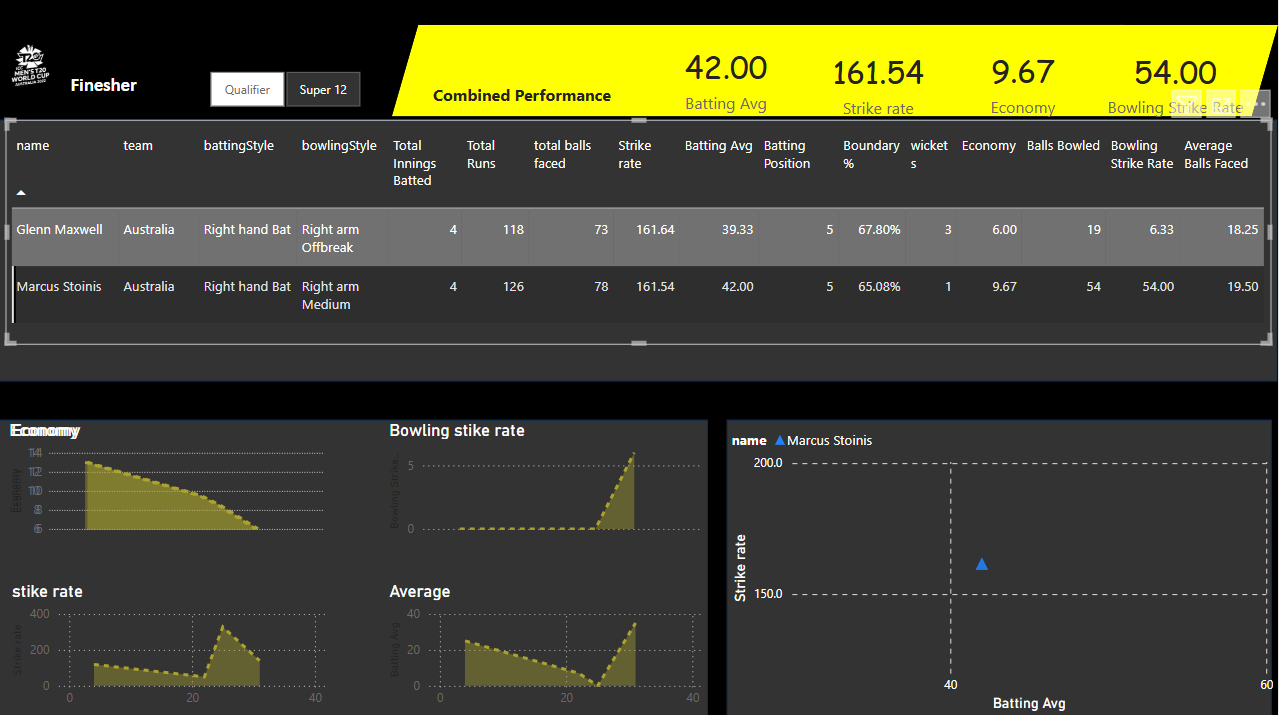 T20
ICC
MEN'S T20
WORLD CUP
AUSTRALIA 2022
Finesher
Qualifier
Super 12
Combined Performance
42.00
Batting Avg
161.54
Strike rate
9.67
Economy
54.00
Bowling Strike Rate
name team battingStyle bowlingStyle Total Innings Batted Total Runs total balls faced Strike rate Batting Avg Batting Position Boundary % wickets Economy Balls Bowled Bowling Strike Rate Average Balls Faced
Glenn Maxwell Australia Right hand Bat Right arm Offbreak 4 118 73 161.64 39.33 5 67.80% 3 6.00 19 6.33 18.25
Marcus Stoinis Australia Right hand Bat Right arm Medium 4 126 78 161.54 42.00 5 65.08% 1 9.67 54 54.00 19.50
Economy
14
12
10
8
6
Economy
Bowling stike rate
5
0
Bowling Strike...
stike rate
400
200
0
Strike rate
0 20 40
Average
40
20
0
Batting Avg
0 20 40
name Marcus Stoinis
200.0
150.0
Strike rate
40 60
Batting Avg